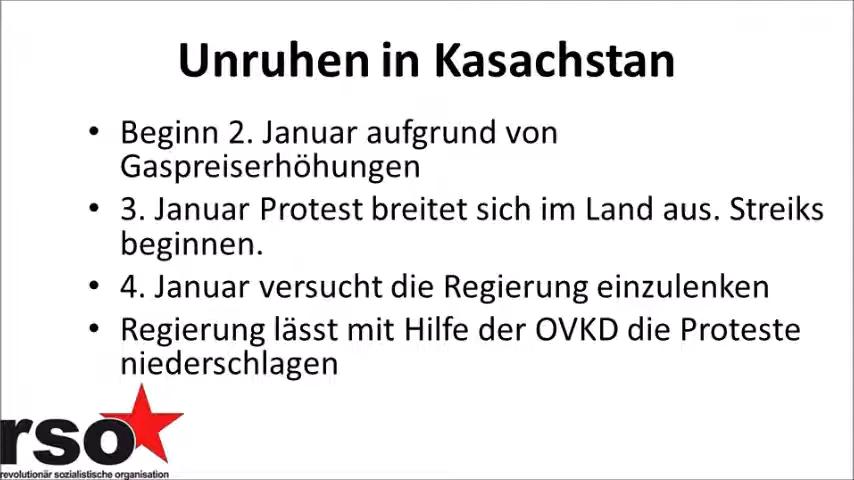 Unruhen in Kasachstan
• Beginn 2. Januar aufgrund von
Gaspreiserhöhungen
• 3. Januar Protest breitet sich im Land aus. Streiks
beginnen.
• 4. Januar versucht die Regierung einzulenken
• Regierung lässt mit Hilfe der OVKD die Proteste
niederschlagen
rso
revolutionär sozialistische organisation